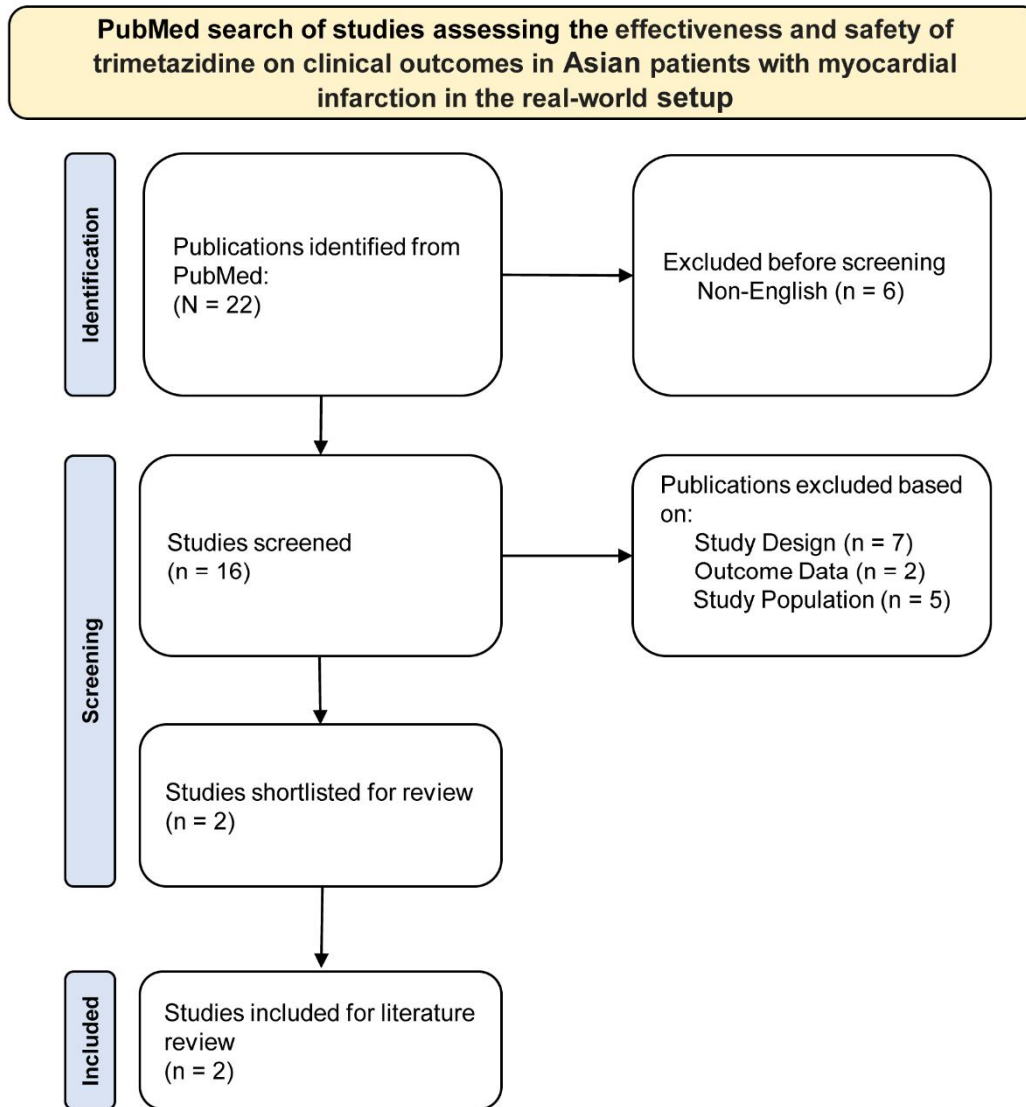 PubMed search of studies assessing the effectiveness and safety of
trimetazidine on clinical outcomes in Asian patients with myocardial
infarction in the real-world setup
Identification
Publications identified from
PubMed:
(N = 22)
Excluded before screening
Non-English (n = 6)
Screening
Studies screened
(n = 16)
Publications excluded based
on:
Study Design (n = 7)
Outcome Data (n = 2)
Study Population (n = 5)
Studies shortlisted for review
(n = 2)
Included
Studies included for literature
review
(n = 2)